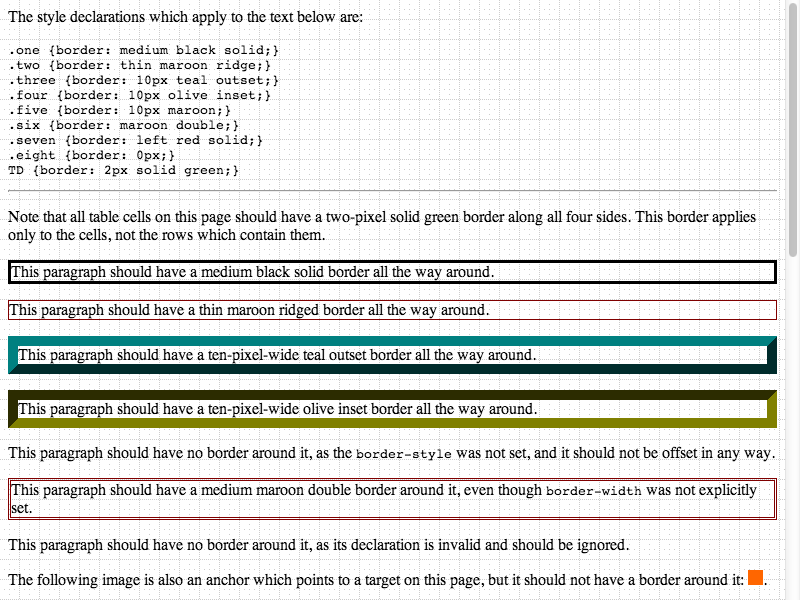 The style declarations which apply to the text below are:
.one {border: medium black solid;}
.two {border: thin maroon ridge;}
.three {border: 10px teal outset;}
.four {border: 10px olive inset;}
.five {border: 10px maroon;}
.six {border: maroon double;}
.seven {border: left red solid;}
.eight {border: 0px;}
TD {border: 2px solid green;}
Note that all table cells on this page should have a two-pixel solid green border along all four sides. This border applies
only to the cells, not the rows which contain them.
This paragraph should have a medium black solid border all the way around.
This paragraph should have a thin maroon ridged border all the way around.
This paragraph should have a ten-pixel-wide teal outset border all the way around.
This paragraph should have a ten-pixel-wide olive inset border all the way around.
This paragraph should have no border around it, as the border-style was not set, and it should not be offset in any way.
This paragraph should have a medium maroon double border around it, even though border-width was not explicitly
set.
This paragraph should have no border around it, as its declaration is invalid and should be ignored.
The following image is also an anchor which points to a target on this page, but it should not have a border around it: .